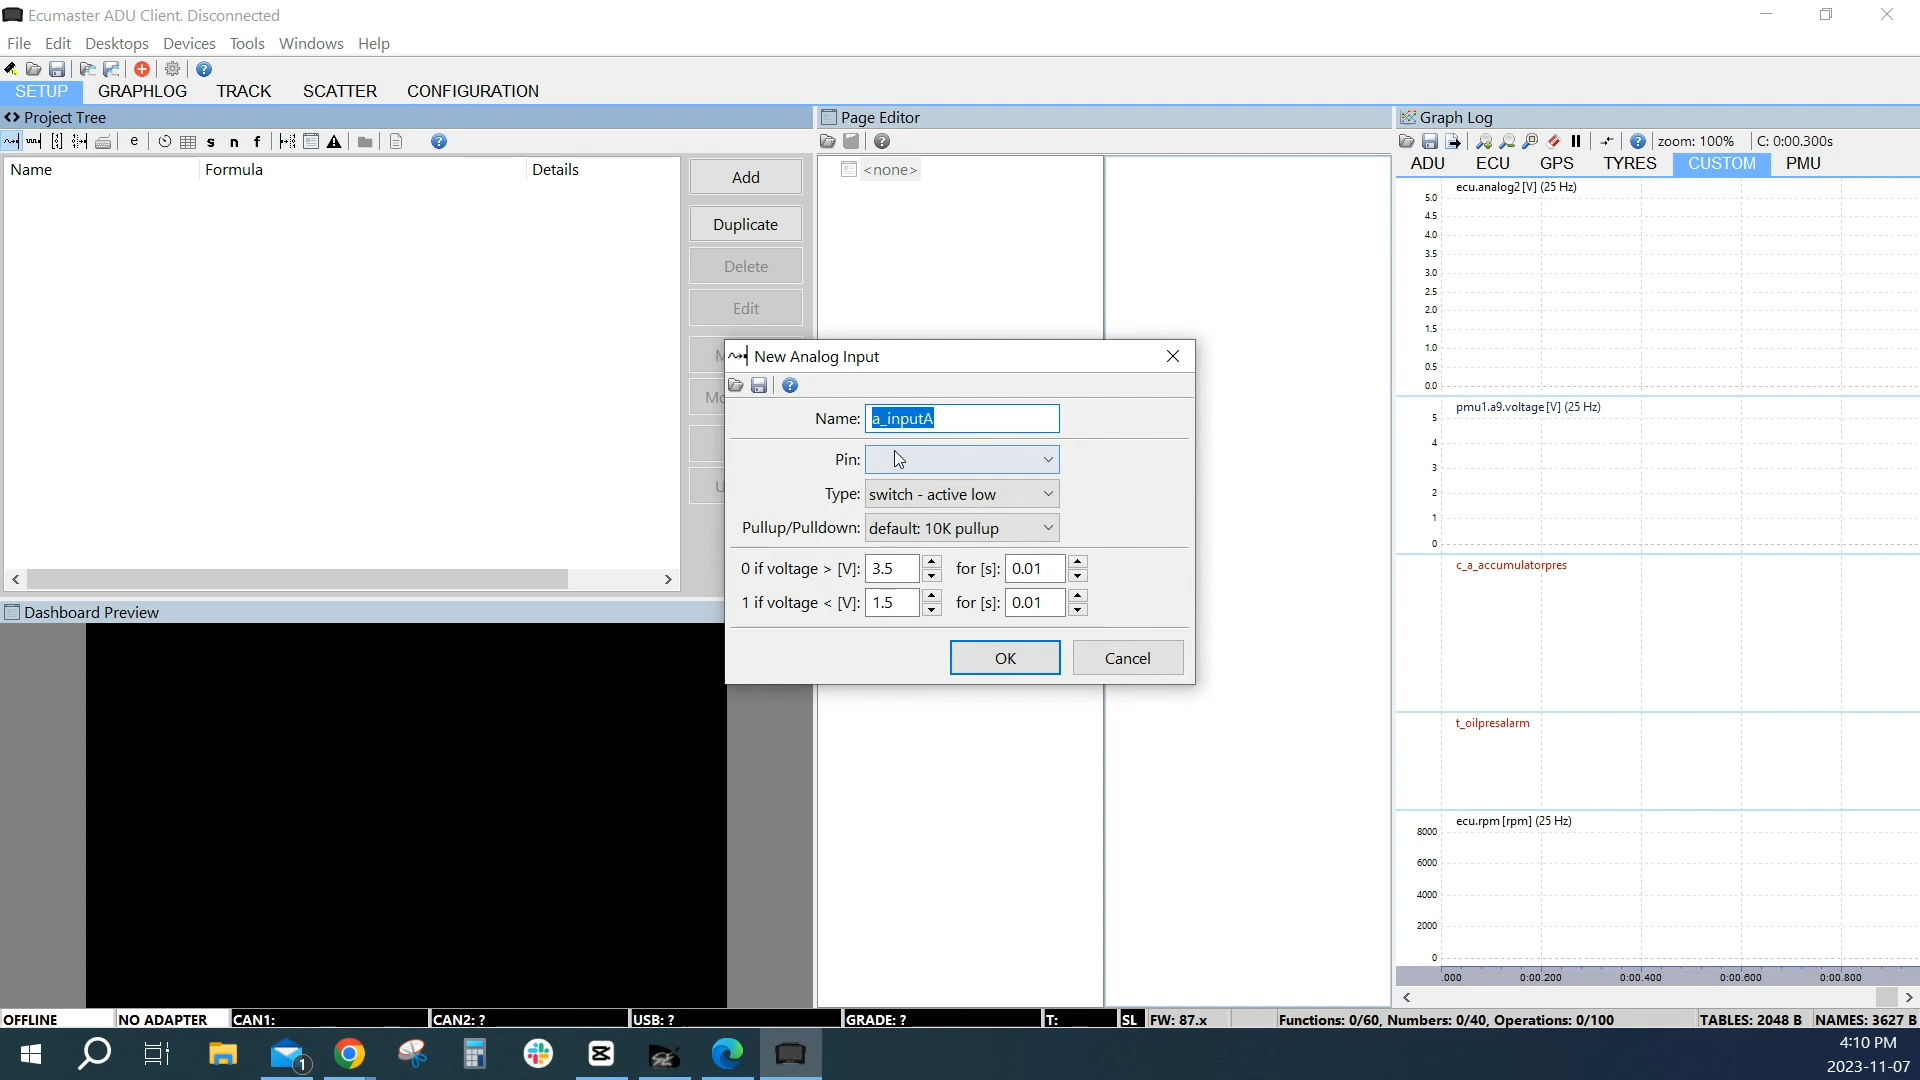 Ecumaster ADU Client. Disconnected
File Edit Desktops Devices Tools Windows Help
SETUP GRAPHLOG TRACK SCATTER CONFIGURATION
Project Tree
e s n f
Name Formula Details
Add
Duplicate
Delete
Edit
M
Mo
U
Dashboard Preview
Page Editor
<none>
New Analog Input
Name: a_inputA
Pin:
Type: switch - active low
Pullup/Pulldown: default: 10K pullup
0 if voltage > [V]: 3.5 for [s]: 0.01
1 if voltage < [V]: 1.5 for [s]: 0.01
OK Cancel
Graph Log
zoom: 100% C: 0:00.300s
ADU ECU GPS TYRES CUSTOM PMU
ecu.analog2 [V] (25 Hz)
5.0
4.5
4.0
3.5
3.0
2.5
2.0
1.5
1.0
0.5
0.0
pmu1.a9.voltage [V] (25 Hz)
5
4
3
2
1
0
c_a_accumulatorpres
t_oilpresalarm
ecu.rpm [rpm] (25 Hz)
8000
6000
4000
2000
0
.000 0:00.200 0:00.400 0:00.600 0:00.800
OFFLINE NO ADAPTER CAN1: CAN2: ? USB: ? GRADE: ? T: SL FW: 87.x Functions: 0/60, Numbers: 0/40, Operations: 0/100 TABLES: 2048 B NAMES: 3627 B
1
4:10 PM
2023-11-07